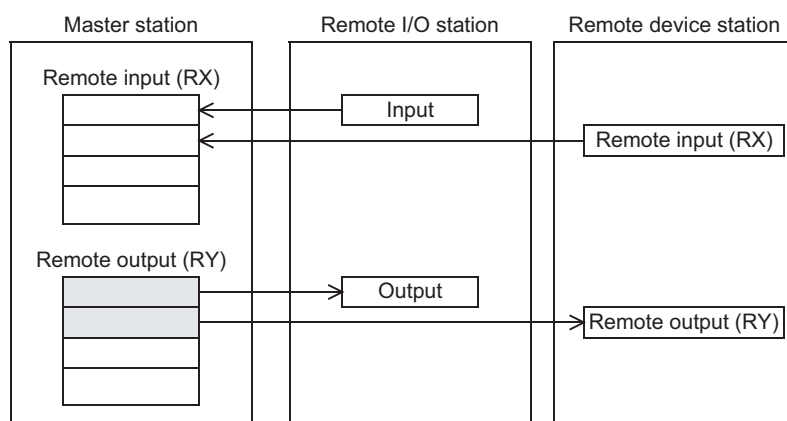 Master station
Remote I/O station
Remote device station
Remote input (RX)
Input
Remote input (RX)
Remote output (RY)
Output
Remote output (RY)